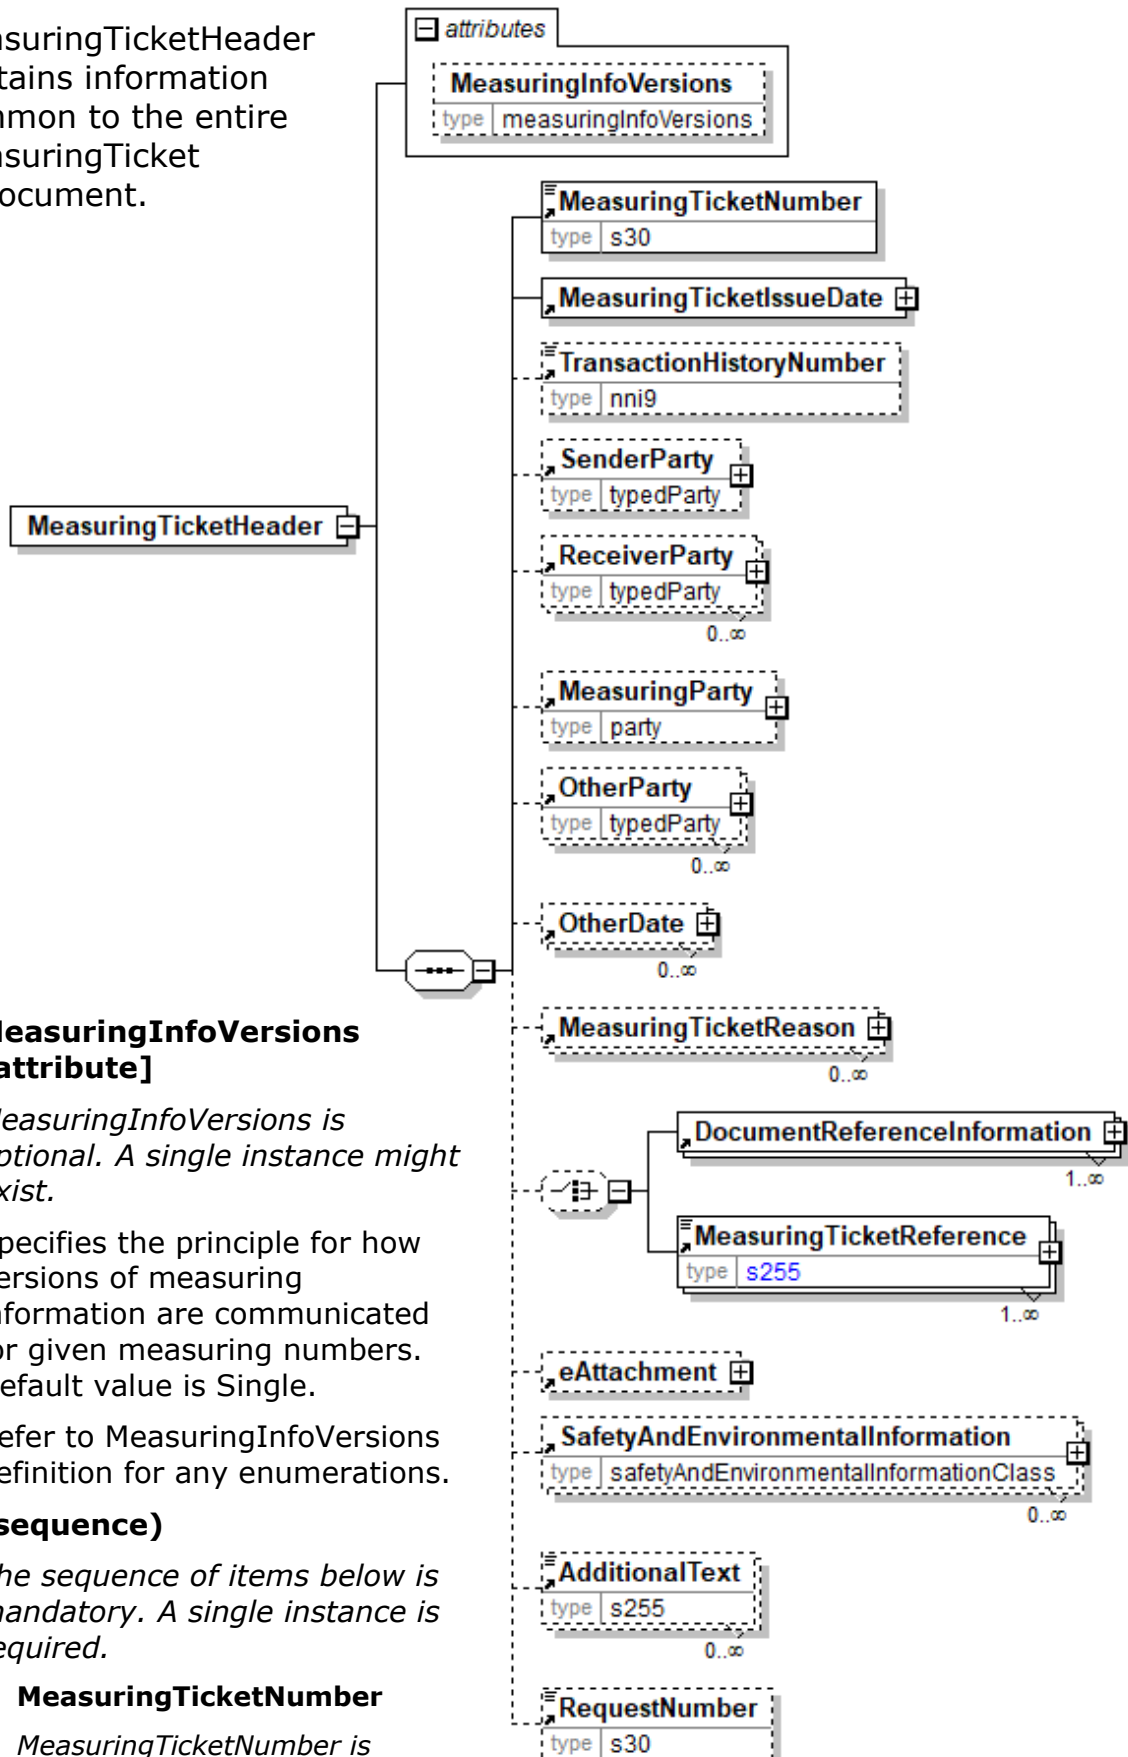 asuringTicketHeader
tains information
nmon to the entire
asuringTicket
ocument.
attributes
MeasuringInfoVersions
type measuringInfoVersions
MeasuringTicketNumber
type s30
MeasuringTicketIssueDate
TransactionHistoryNumber
type nni9
SenderParty
type typedParty
MeasuringTicketHeader
ReceiverParty
type typedParty
0..∞
MeasuringParty
type party
OtherParty
type typedParty
0..∞
OtherDate
0..∞
MeasuringTicketReason
0..∞
DocumentReferenceInformation
1..∞
MeasuringTicketReference
type s255
1..∞
eAttachment
SafetyAndEnvironmentalInformation
type safetyAndEnvironmentalInformationClass
0..∞
AdditionalText
type s255
0..∞
RequestNumber
type s30
MeasuringInfoVersions
attribute]
MeasuringInfoVersions is
ptional. A single instance might
xist.
pecifies the principle for how
ersions of measuring
nformation are communicated
or given measuring numbers.
efault value is Single.
efer to MeasuringInfoVersions
efinition for any enumerations.
sequence)
he sequence of items below is
mandatory. A single instance is
equired.
MeasuringTicketNumber
MeasuringTicketNumber is